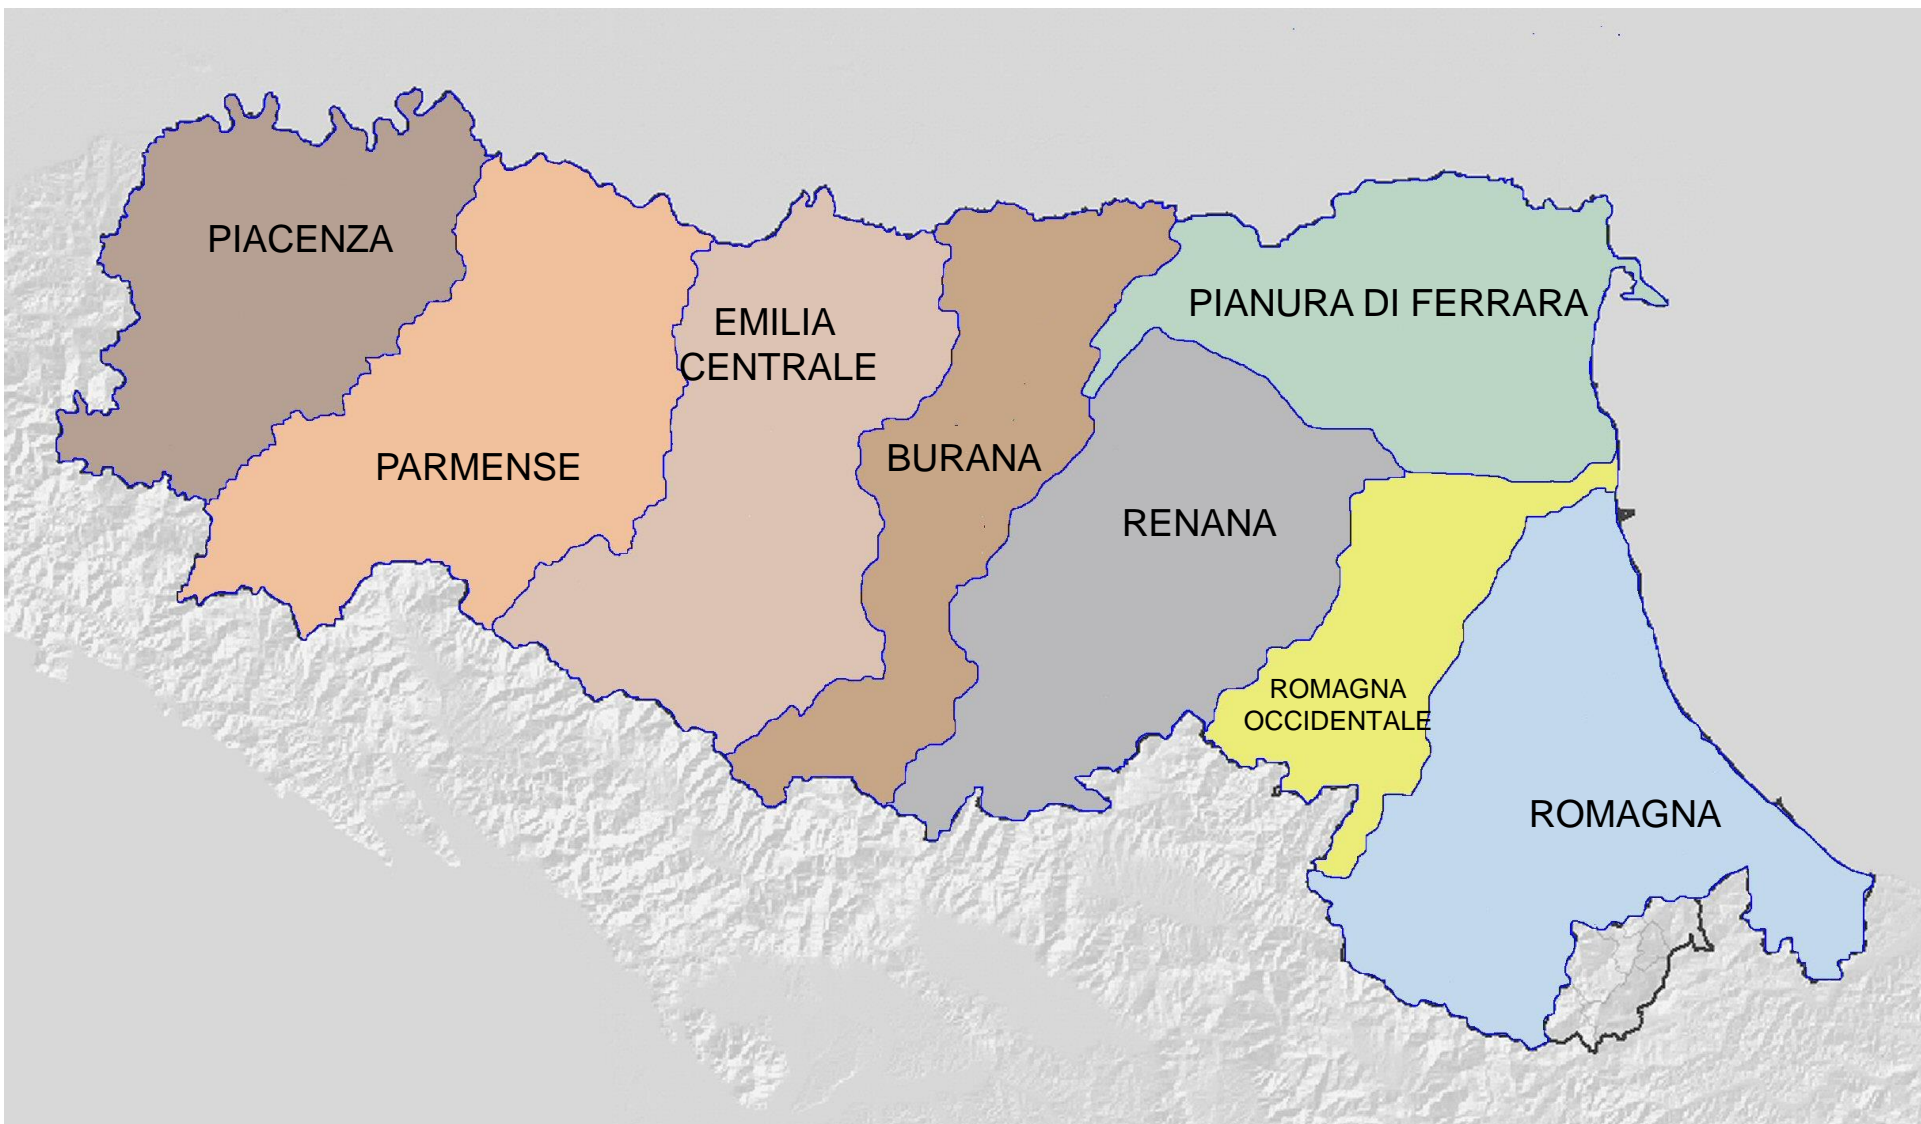 PIACENZA
PIANURA DI FERRARA
EMILIA
CENTRALE
BURANA
PARMENSE
RENANA
ROMAGNA
OCCIDENTALE
ROMAGNA